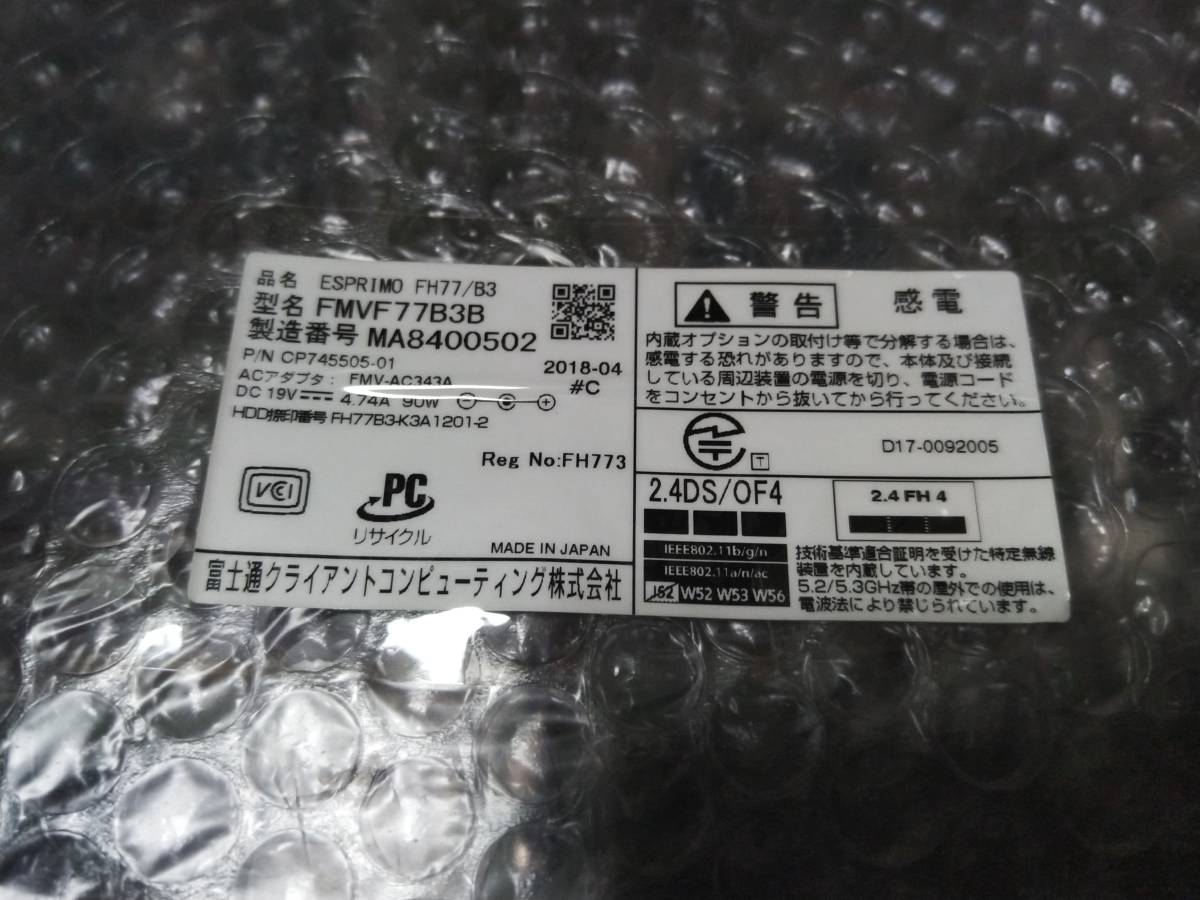 品名 ESPRIMO FH77/B3
型名 FMVF77B3B
製造番号 MA8400502
P/N CP745505-01
2018-04
ACアダプタ: FMV-AC343A
#C
DC 19V 4.74A 90W
HDD捺印番号 FH77B3-K3A1201-2
Reg No:FH773
VCI
PC
リサイクル
MADE IN JAPAN
富士通クライアントコンピューティング株式会社
警告 感電
内蔵オプションの取付け等で分解する場合は、
感電する恐れがありますので、本体及び接続
している周辺装置の電源を切り、電源コード
をコンセントから抜いてから行ってください。
T D17-0092005
2.4DS/OF4
IEEE802.11b/g/n
IEEE802.11a/n/ac
J52 W52 W53 W56
2.4 FH 4
技術基準適合証明を受けた特定無線
装置を内蔵しています。
5.2/5.3GHz帯の屋外での使用は、
電波法により禁じられています。